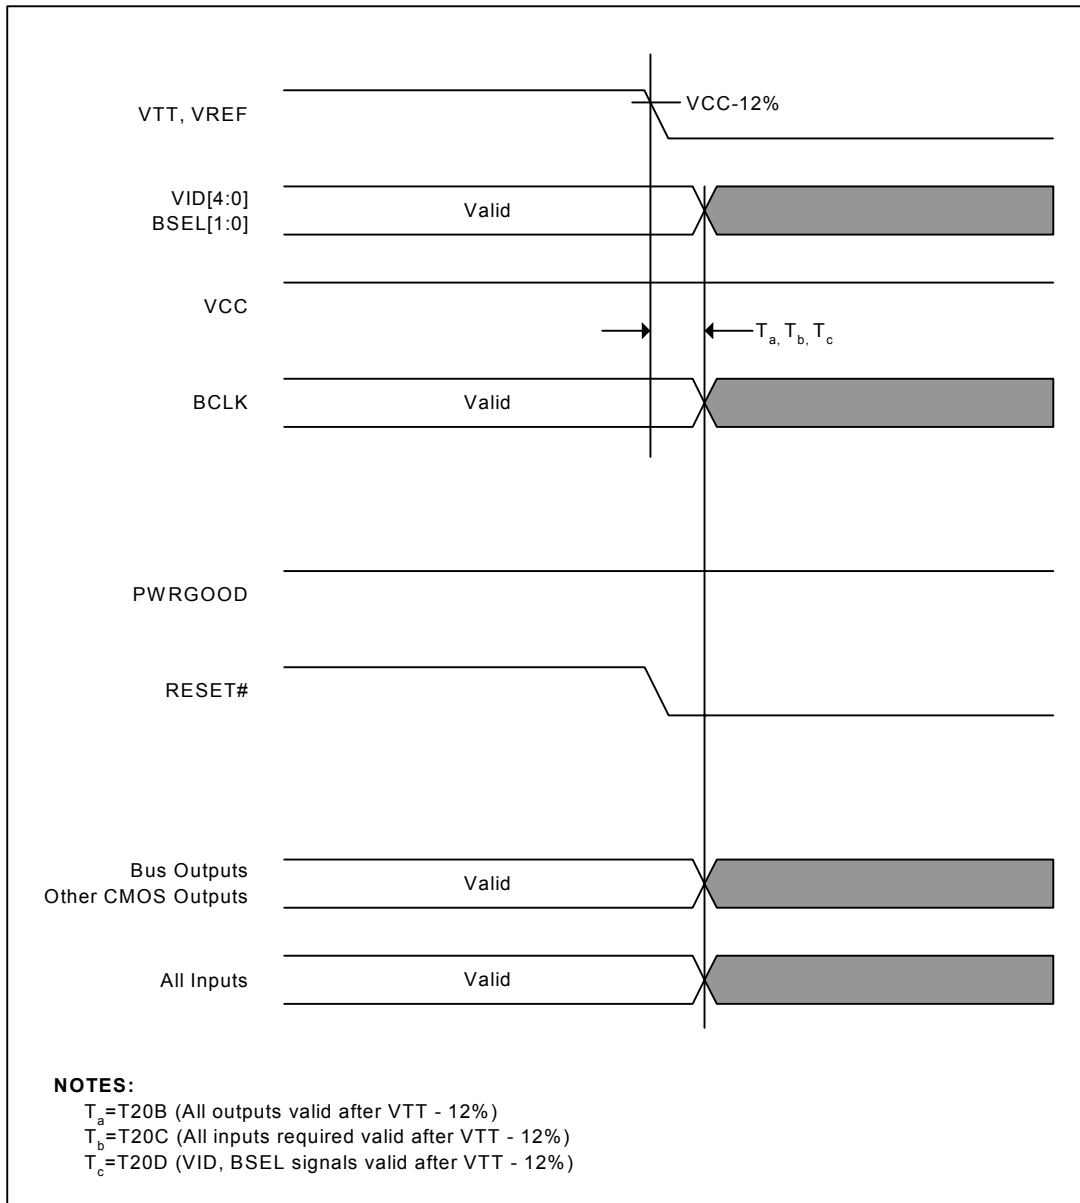 VCC-12%
VTT, VREF
VID[4:0]
BSEL[1:0]
Valid
VCC
Ta, Tb, Tc
BCLK
Valid
PWRGOOD
RESET#
Bus Outputs
Other CMOS Outputs
Valid
All Inputs
Valid
NOTES:
Ta=T20B (All outputs valid after VTT - 12%)
Tb=T20C (All inputs required valid after VTT - 12%)
Tc=T20D (VID, BSEL signals valid after VTT - 12%)